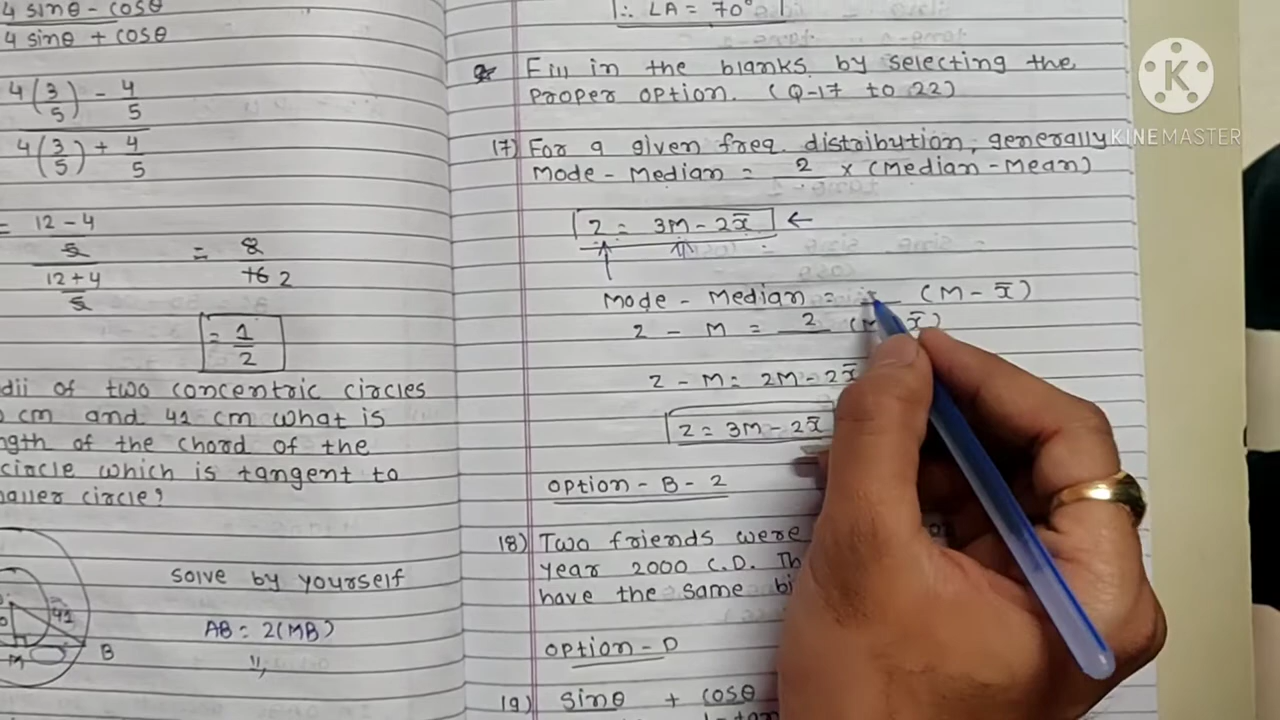 4 sinθ - cosθ
4 sinθ + cosθ
4(3/5) - 4/5
4(3/5) + 4/5
= 12 - 4
5
12 + 4
5
= 8
16 2
= 1/2
dii of two concentric circles
cm and 41 cm what is
ngth of the chord of the
circle which is tangent to
maller circle?
Solve by yourself
41
AB = 2(MB)
M
B
∴ ∠A = 70°
Fill in the blanks by selecting the
proper option. (Q-17 to 22)
17) For a given freq. distribution, generally
Mode - Median = 2 × (Median - Mean)
Z = 3M - 2x̄ ←
Mode - Median = __ (M - x̄)
Z - M = 2 (M x̄)
Z - M = 2M - 2x̄
Z = 3M - 2x̄
Option - B - 2
18) Two friends were
year 2000 C.D. Th
have the same bi
Option - D
19) sinθ + cosθ
K
KINEMASTER